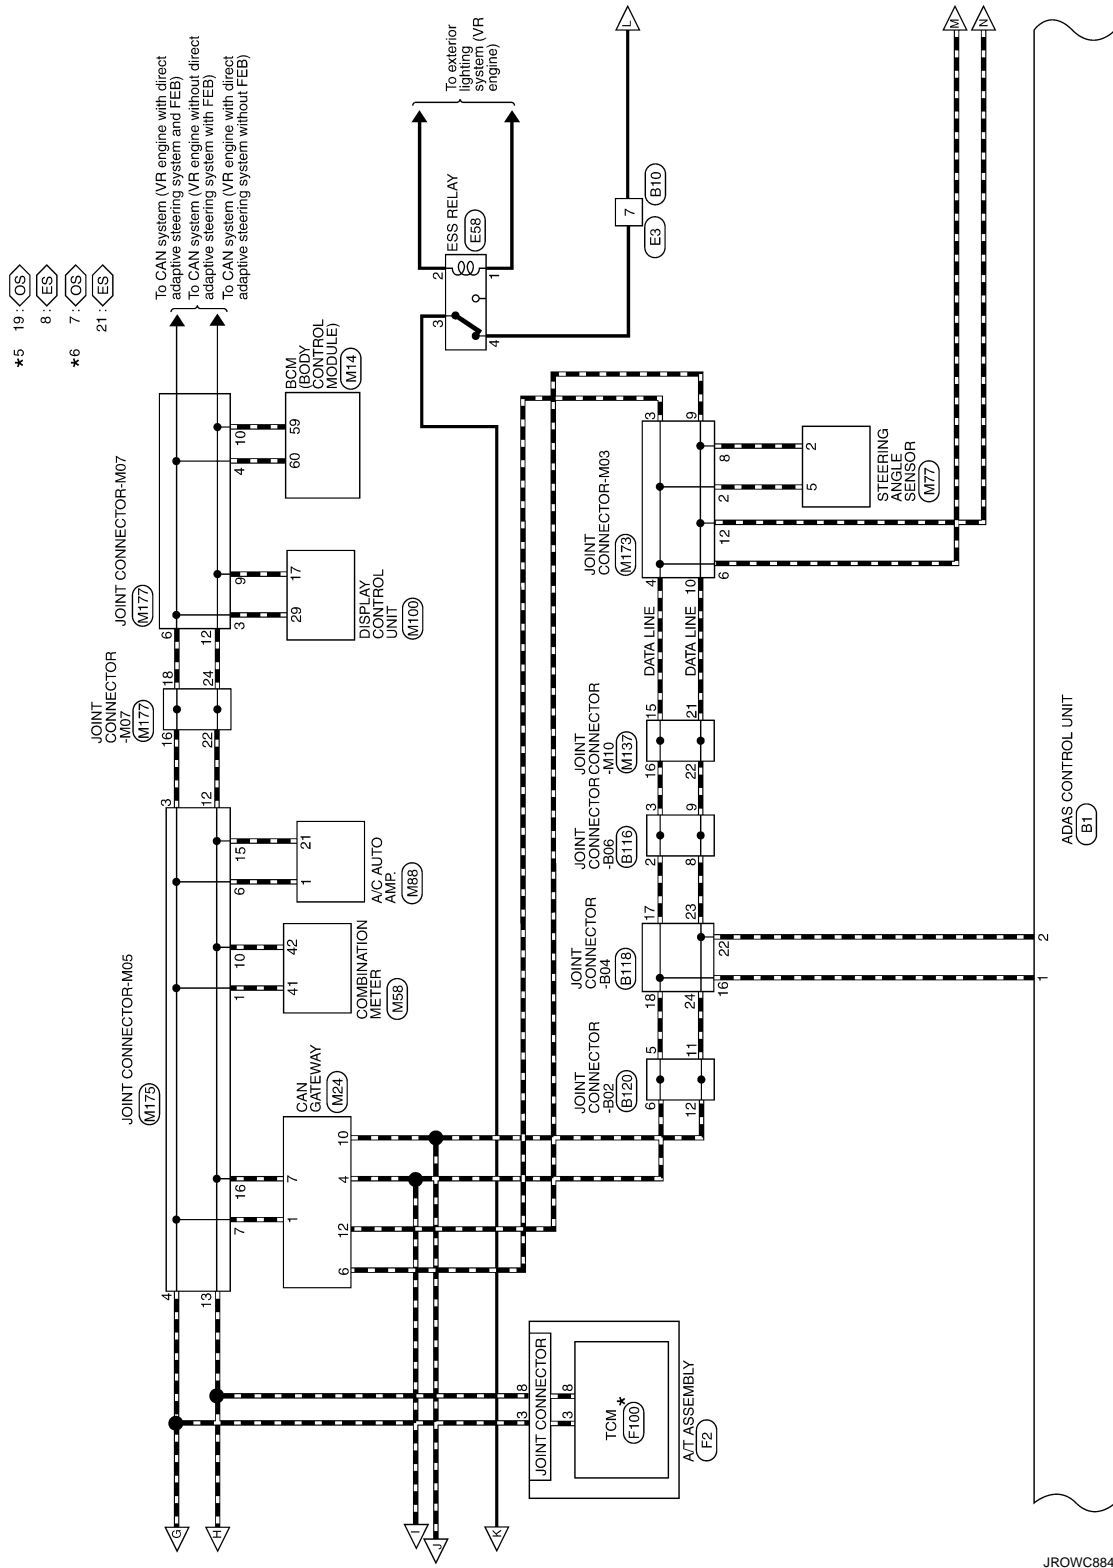 *5 19 : OS
8 : ES
*6 7 : OS
21 : ES
To CAN system (VR engine with direct
adaptive steering system and FEB)
To CAN system (VR engine without direct
adaptive steering system with FEB)
To CAN system (VR engine with direct
adaptive steering system without FEB)
JOINT CONNECTOR-M07
M177
6
12
3
9
4
10
29
17
DISPLAY
CONTROL
UNIT
M100
60
59
BCM
(BODY
CONTROL
MODULE)
M14
JOINT
CONNECTOR
-M07
M177
16
22
18
24
JOINT CONNECTOR-M05
M175
4
13
7
16
1
10
6
15
3
12
CAN
GATEWAY
M24
1
7
6
12
4
10
41
42
COMBINATION
METER
M58
1
21
A/C AUTO
AMP.
M88
G
H
I
J
K
JOINT CONNECTOR
3
8
3
8
TCM *
F100
A/T ASSEMBLY
F2
To exterior
lighting
system (VR
engine)
ESS RELAY
E58
2
1
3
4
7
E3
B10
L
JOINT
CONNECTOR-M03
M173
4
10
3
9
6
12
2
8
5
2
STEERING
ANGLE
SENSOR
M77
DATA LINE
DATA LINE
JOINT
CONNECTOR
-M10
M137
16
22
15
21
JOINT
CONNECTOR
-B06
B116
2
8
3
9
JOINT
CONNECTOR
-B04
B118
18
24
17
23
16
22
JOINT
CONNECTOR
-B02
B120
6
12
5
11
M
N
1
2
ADAS CONTROL UNIT
B1
JROWC884